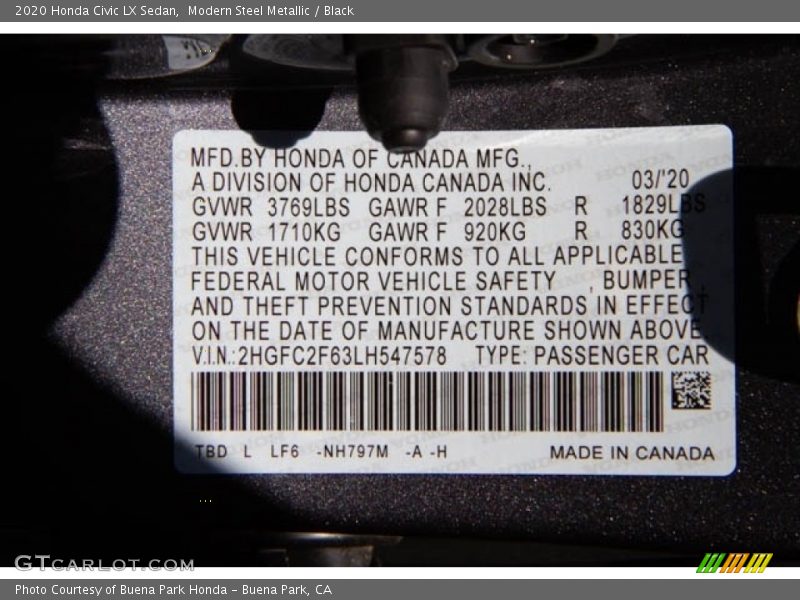 2020 Honda Civic LX Sedan,  Modern Steel Metallic / Black
MFD.BY HONDA OF CANADA MFG.,
A DIVISION OF HONDA CANADA INC. 03/'20
GVWR 3769LBS GAWR F 2028LBS R 1829LBS
GVWR 1710KG GAWR F 920KG R 830KG
THIS VEHICLE CONFORMS TO ALL APPLICABLE
FEDERAL MOTOR VEHICLE SAFETY , BUMPER ,
AND THEFT PREVENTION STANDARDS IN EFFECT
ON THE DATE OF MANUFACTURE SHOWN ABOVE.
V.I.N.:2HGFC2F63LH547578 TYPE: PASSENGER CAR
TBD L LF6 -NH797M -A -H MADE IN CANADA
GTCARLOT.COM
Photo Courtesy of Buena Park Honda - Buena Park, CA